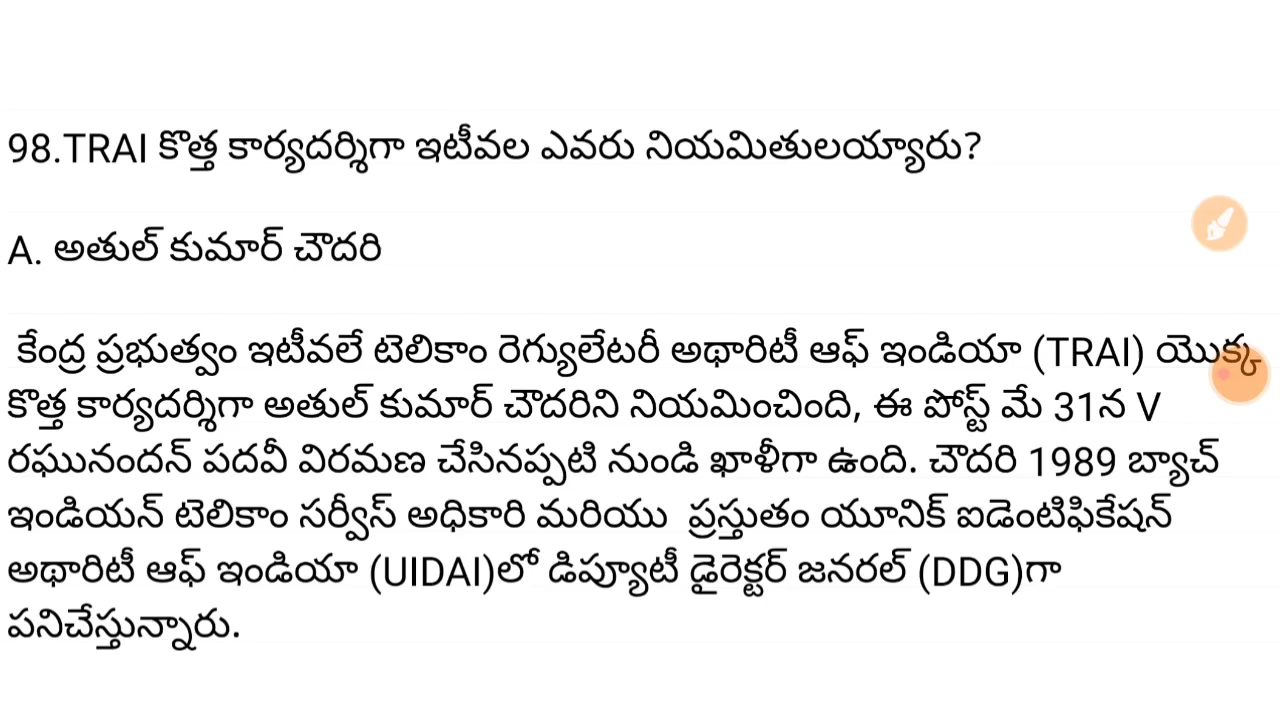 98.TRAI కొత్త కార్యదర్శిగా ఇటీవల ఎవరు నియమితులయ్యారు?
A. అతుల్ కుమార్ చౌదరి
కేంద్ర ప్రభుత్వం ఇటీవలే టెలికాం రెగ్యులేటరీ అథారిటీ ఆఫ్ ఇండియా (TRAI) యొక్క
కొత్త కార్యదర్శిగా అతుల్ కుమార్ చౌదరిని నియమించింది, ఈ పోస్ట్ మే 31న V
రఘునందన్ పదవీ విరమణ చేసినప్పటి నుండి ఖాళీగా ఉంది. చౌదరి 1989 బ్యాచ్
ఇండియన్ టెలికాం సర్వీస్ అధికారి మరియు ప్రస్తుతం యూనిక్ ఐడెంటిఫికేషన్
అథారిటీ ఆఫ్ ఇండియా (UIDAI)లో డిప్యూటీ డైరెక్టర్ జనరల్ (DDG)గా
పనిచేస్తున్నారు.